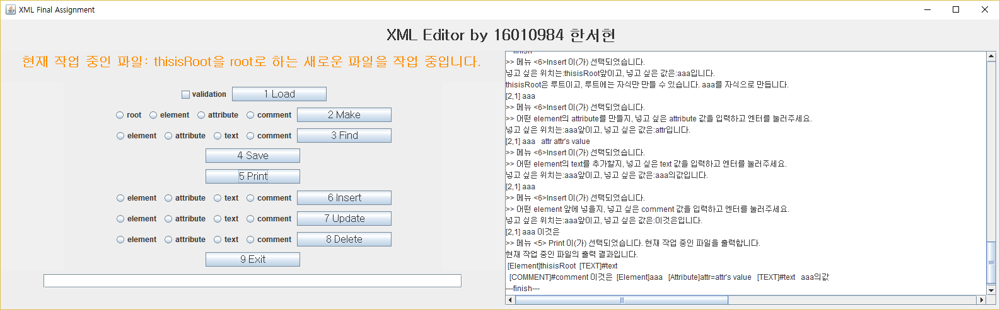 XML Final Assignment
XML Editor by 16010984 한서현
현재 작업 중인 파일: thisisRoot을 root로 하는 새로운 파일을 작업 중입니다.
validation 1 Load
root element attribute comment 2 Make
element attribute text comment 3 Find
4 Save
5 Print
element attribute text comment 6 Insert
element attribute text comment 7 Update
element attribute text comment 8 Delete
9 Exit
>> 메뉴 <6>Insert 이(가) 선택되었습니다.
넣고 싶은 위치는:thisisRoot앞이고, 넣고 싶은 값은:aaa입니다.
thisisRoot은 루트이고, 루트에는 자식만 만들 수 있습니다. aaa를 자식으로 만듭니다.
[2,1] aaa
>> 메뉴 <6>Insert 이(가) 선택되었습니다.
>> 어떤 element의 attribute를 만들지, 넣고 싶은 attribute 값을 입력하고 엔터를 눌러주세요.
넣고 싶은 위치는:aaa앞이고, 넣고 싶은 값은:attr입니다.
[2,1] aaa attr attr's value
>> 메뉴 <6>Insert 이(가) 선택되었습니다.
>> 어떤 element의 text를 추가할지, 넣고 싶은 text 값을 입력하고 엔터를 눌러주세요.
넣고 싶은 위치는:aaa앞이고, 넣고 싶은 값은:aaa의값입니다.
[2,1] aaa
>> 메뉴 <6>Insert 이(가) 선택되었습니다.
>> 어떤 element 앞에 넣을지, 넣고 싶은 comment 값을 입력하고 엔터를 눌러주세요.
넣고 싶은 위치는:aaa앞이고, 넣고 싶은 값은:이것은입니다.
[2,1] aaa 이것은
>> 메뉴 <5> Print 이(가) 선택되었습니다. 현재 작업 중인 파일을 출력합니다.
현재 작업 중인 파일의 출력 결과입니다.
[Element]thisisRoot [TEXT]#text
[COMMENT]#comment 이것은 [Element]aaa [Attribute]attr=attr's value [TEXT]#text aaa의값
---finish---